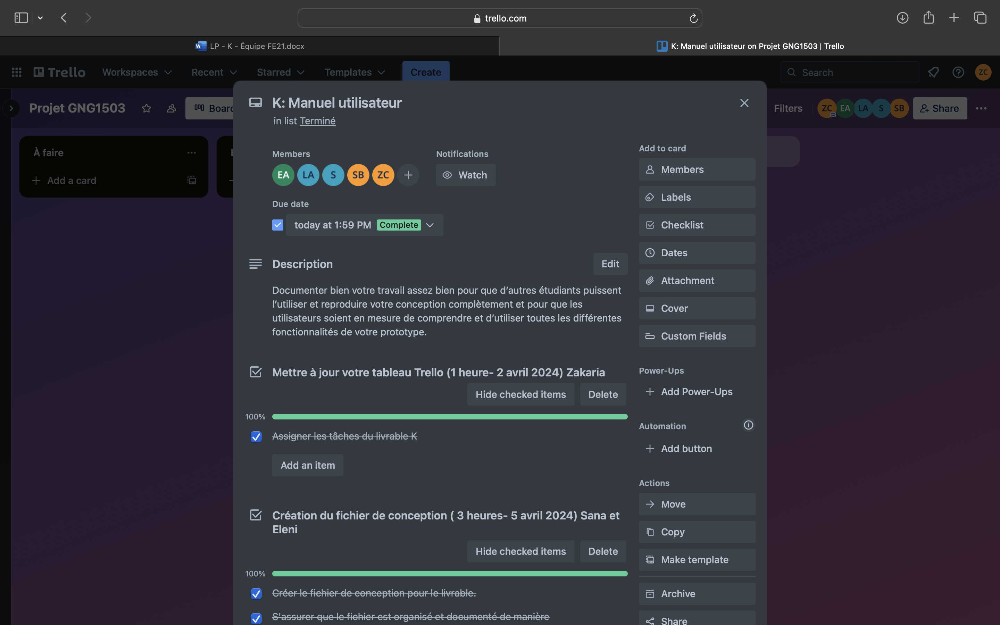 trello.com
LP - K - Équipe FE21.docx
K: Manuel utilisateur on Projet GNG1503 | Trello
Trello
Workspaces
Recent
Starred
Templates
Create
Search
ZC
Projet GNG1503
Filters
ZC EA LA S SB
Share
À faire
Add a card
K: Manuel utilisateur
in list Terminé
Members
EA LA S SB ZC
Notifications
Watch
Due date
today at 1:59 PM Complete
Description
Edit
Documenter bien votre travail assez bien pour que d’autres étudiants puissent
l’utiliser et reproduire votre conception complètement et pour que les
utilisateurs soient en mesure de comprendre et d’utiliser toutes les différentes
fonctionnalités de votre prototype.
Mettre à jour votre tableau Trello (1 heure- 2 avril 2024) Zakaria
Hide checked items
Delete
100%
Assigner les tâches du livrable K
Add an item
Création du fichier de conception ( 3 heures- 5 avril 2024) Sana et
Eleni
Hide checked items
Delete
100%
Créer le fichier de conception pour le livrable.
S'assurer que le fichier est organisé et documenté de manière
Add to card
Members
Labels
Checklist
Dates
Attachment
Cover
Custom Fields
Power-Ups
Add Power-Ups
Automation
Add button
Actions
Move
Copy
Make template
Archive
Share